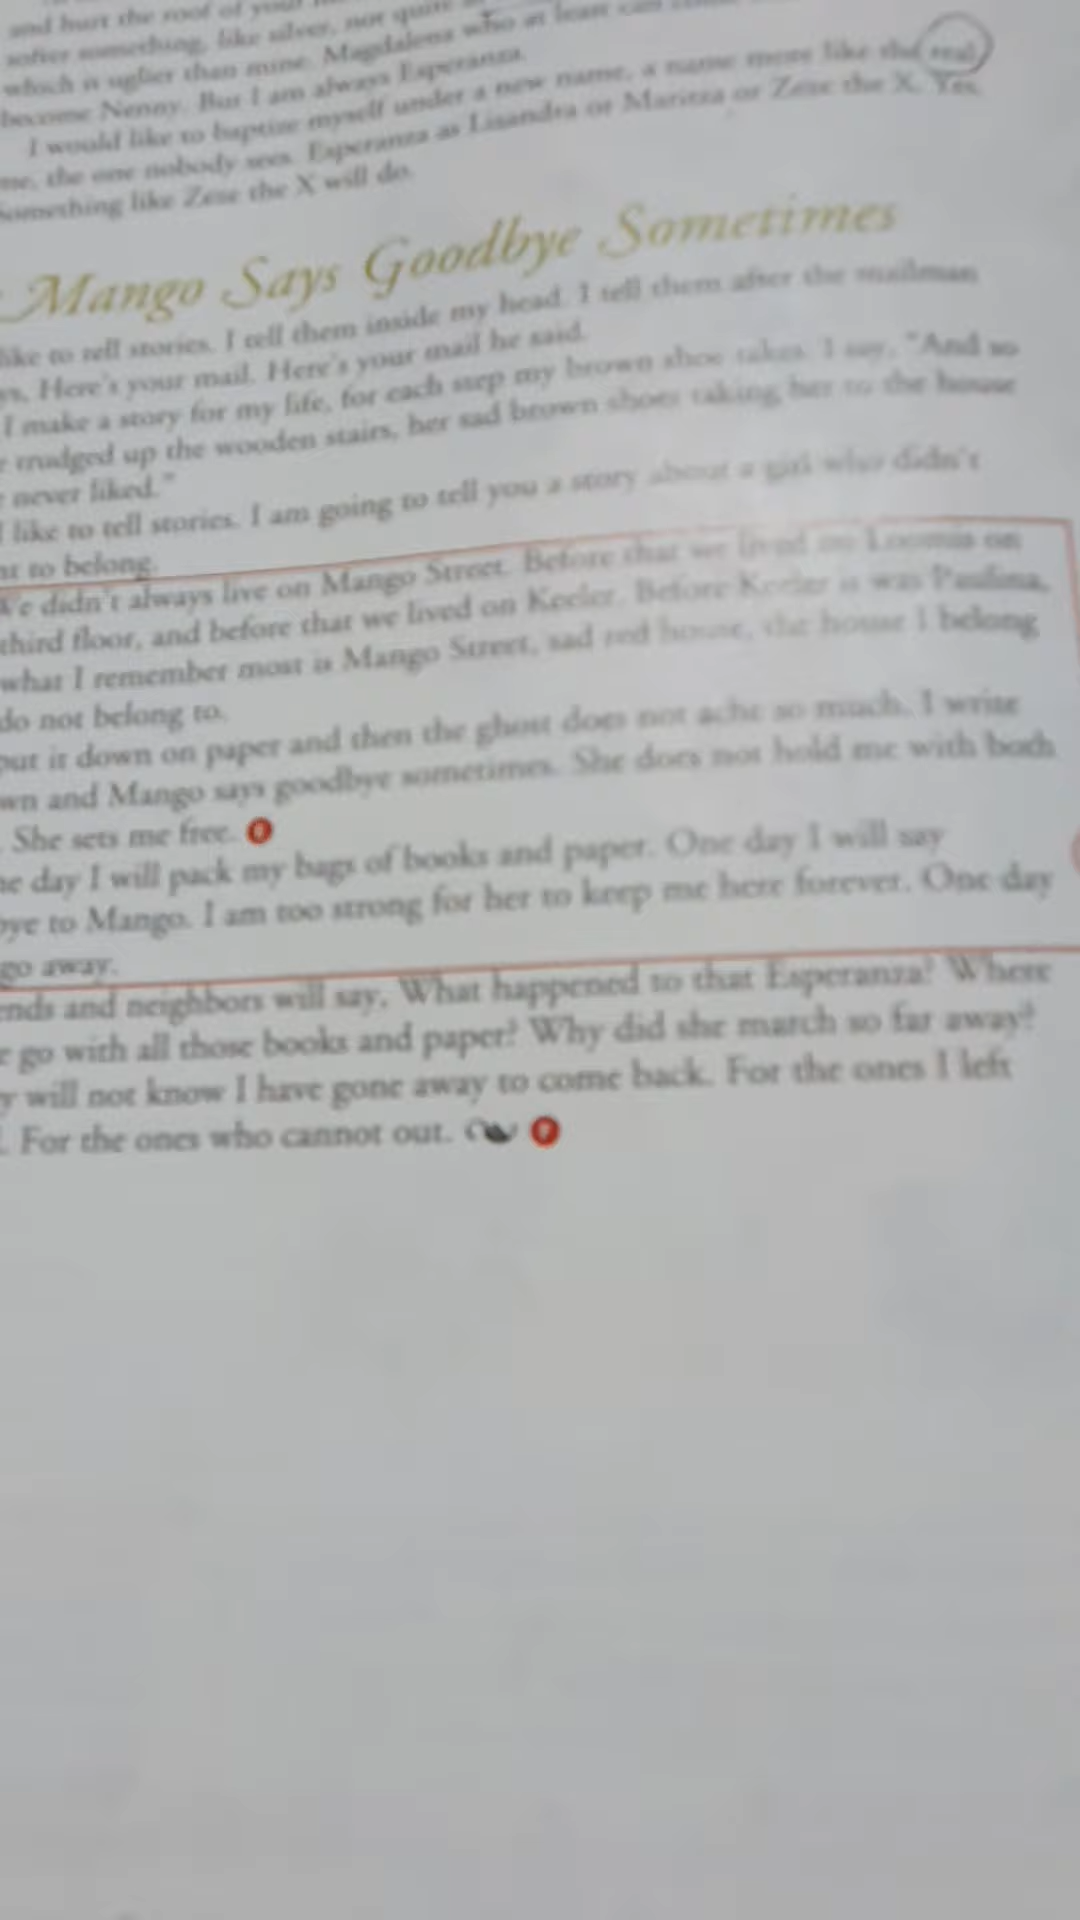 and hurt the roof of your
softer something, like silver, not quite
which is uglier than mine. Magdalena who at least can
become Nenny. But I am always Esperanza.
I would like to baptize myself under a new name, a name more like the real
me, the one nobody sees. Esperanza as Lisandra or Maritza or Zeze the X. Yes.
Something like Zeze the X will do.
Mango Says Goodbye Sometimes
like to tell stories. I tell them inside my head. I tell them after the mailman
ys, Here's your mail. Here's your mail he said.
I make a story for my life, for each step my brown shoe takes. I say, "And so
e trudged up the wooden stairs, her sad brown shoes taking her to the house
e never liked."
I like to tell stories. I am going to tell you a story about a girl who didn't
nt to belong.
We didn't always live on Mango Street. Before that we lived on Loomis on
third floor, and before that we lived on Keeler. Before Keeler it was Paulina,
what I remember most is Mango Street, sad red house, the house I belong
do not belong to.
put it down on paper and then the ghost does not ache so much. I write
wn and Mango says goodbye sometimes. She does not hold me with both
. She sets me free.
ne day I will pack my bags of books and paper. One day I will say
bye to Mango. I am too strong for her to keep me here forever. One day
go away.
ends and neighbors will say, What happened to that Esperanza? Where
e go with all those books and paper? Why did she march so far away?
y will not know I have gone away to come back. For the ones I left
. For the ones who cannot out.